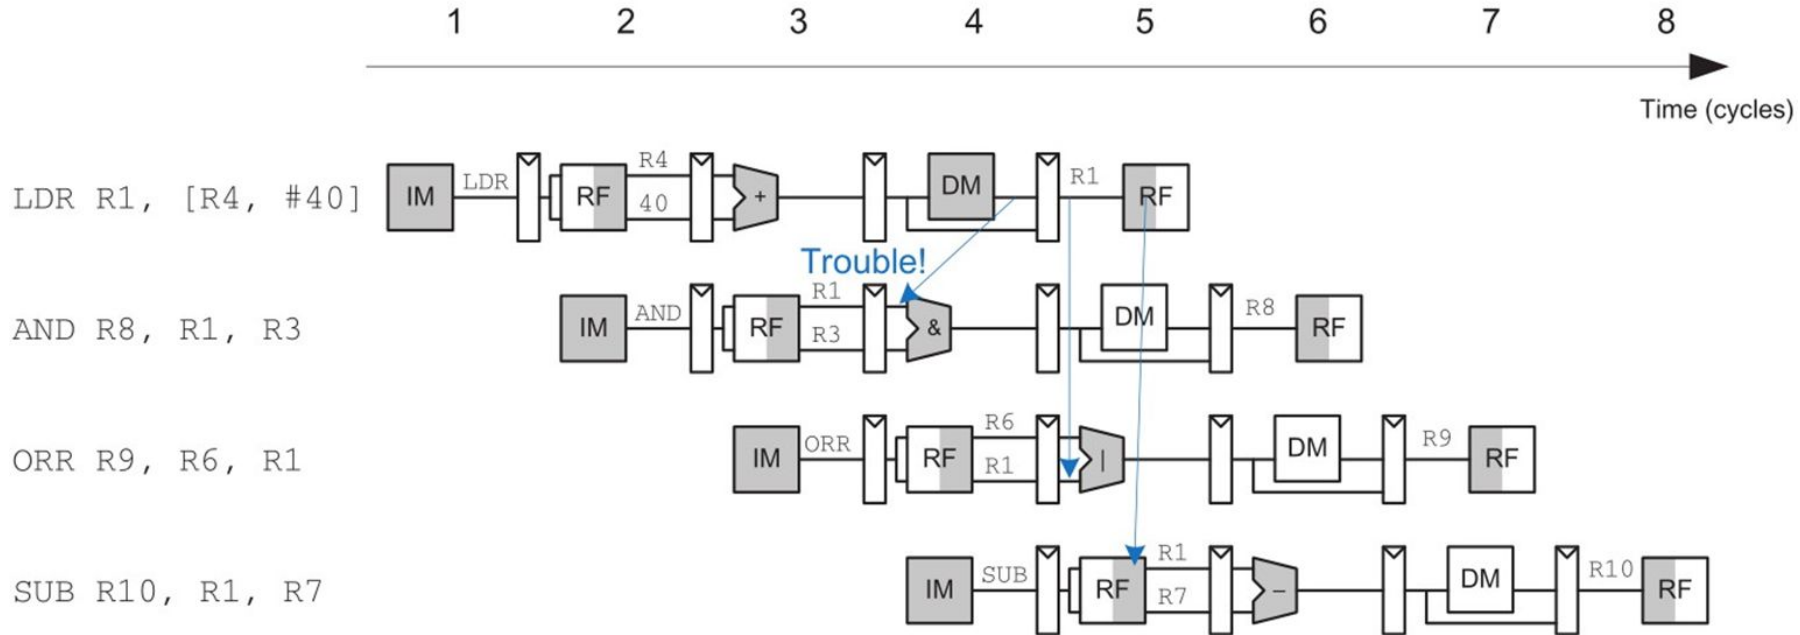 1 2 3 4 5 6 7 8
Time (cycles)
LDR R1, [R4, #40] IM LDR RF R4 40 + DM R1 RF
Trouble!
AND R8, R1, R3 IM AND RF R1 R3 & DM R8 RF
ORR R9, R6, R1 IM ORR RF R6 R1 | DM R9 RF
SUB R10, R1, R7 IM SUB RF R1 R7 – DM R10 RF